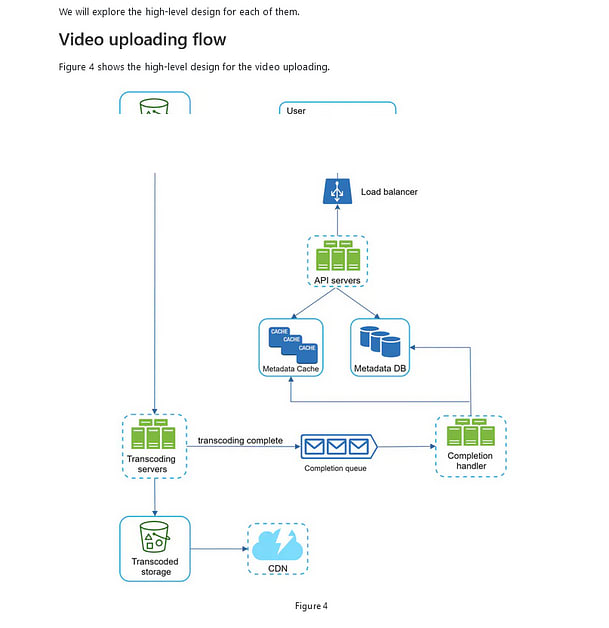 We will explore the high-level design for each of them.
Video uploading flow
Figure 4 shows the high-level design for the video uploading.
User
Load balancer
API servers
CACHE
CACHE
CACHE
Metadata Cache
Metadata DB
Transcoding
servers
transcoding complete
Completion queue
Completion
handler
Transcoded
storage
CDN
Figure 4